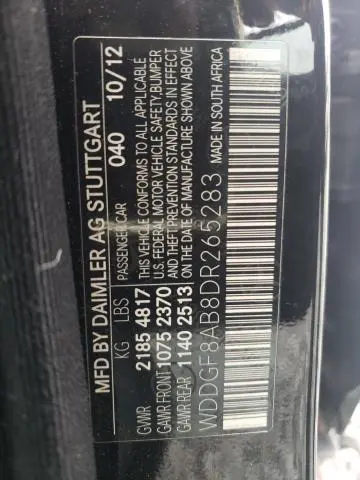 MFD BY DAIMLER AG STUTTGART
PASSENGER CAR 040 10/12
KG LBS THIS VEHICLE CONFORMS TO ALL APPLICABLE
GVWR 2185 4817 U.S. FEDERAL MOTOR VEHICLE SAFETY, BUMPER
GAWR FRONT 1075 2370 AND THEFT PREVENTION STANDARDS IN EFFECT
GAWR REAR 1140 2513 ON THE DATE OF MANUFACTURE SHOWN ABOVE
WDDGF8AB8DR265283 MADE IN SOUTH AFRICA